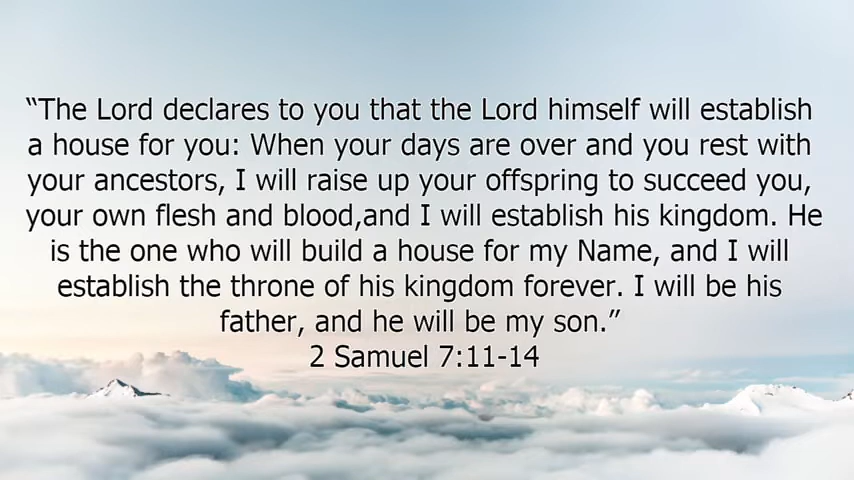 “The Lord declares to you that the Lord himself will establish
a house for you: When your days are over and you rest with
your ancestors, I will raise up your offspring to succeed you,
your own flesh and blood,and I will establish his kingdom. He
is the one who will build a house for my Name, and I will
establish the throne of his kingdom forever. I will be his
father, and he will be my son.”
2 Samuel 7:11-14